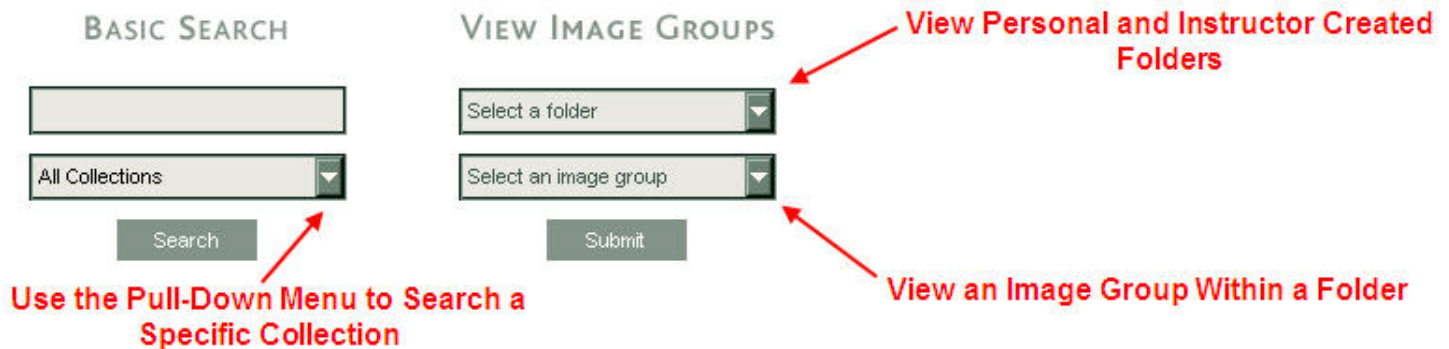 BASIC SEARCH
All Collections
Search
Use the Pull-Down Menu to Search a
Specific Collection
VIEW IMAGE GROUPS
Select a folder
Select an image group
Submit
View Personal and Instructor Created
Folders
View an Image Group Within a Folder